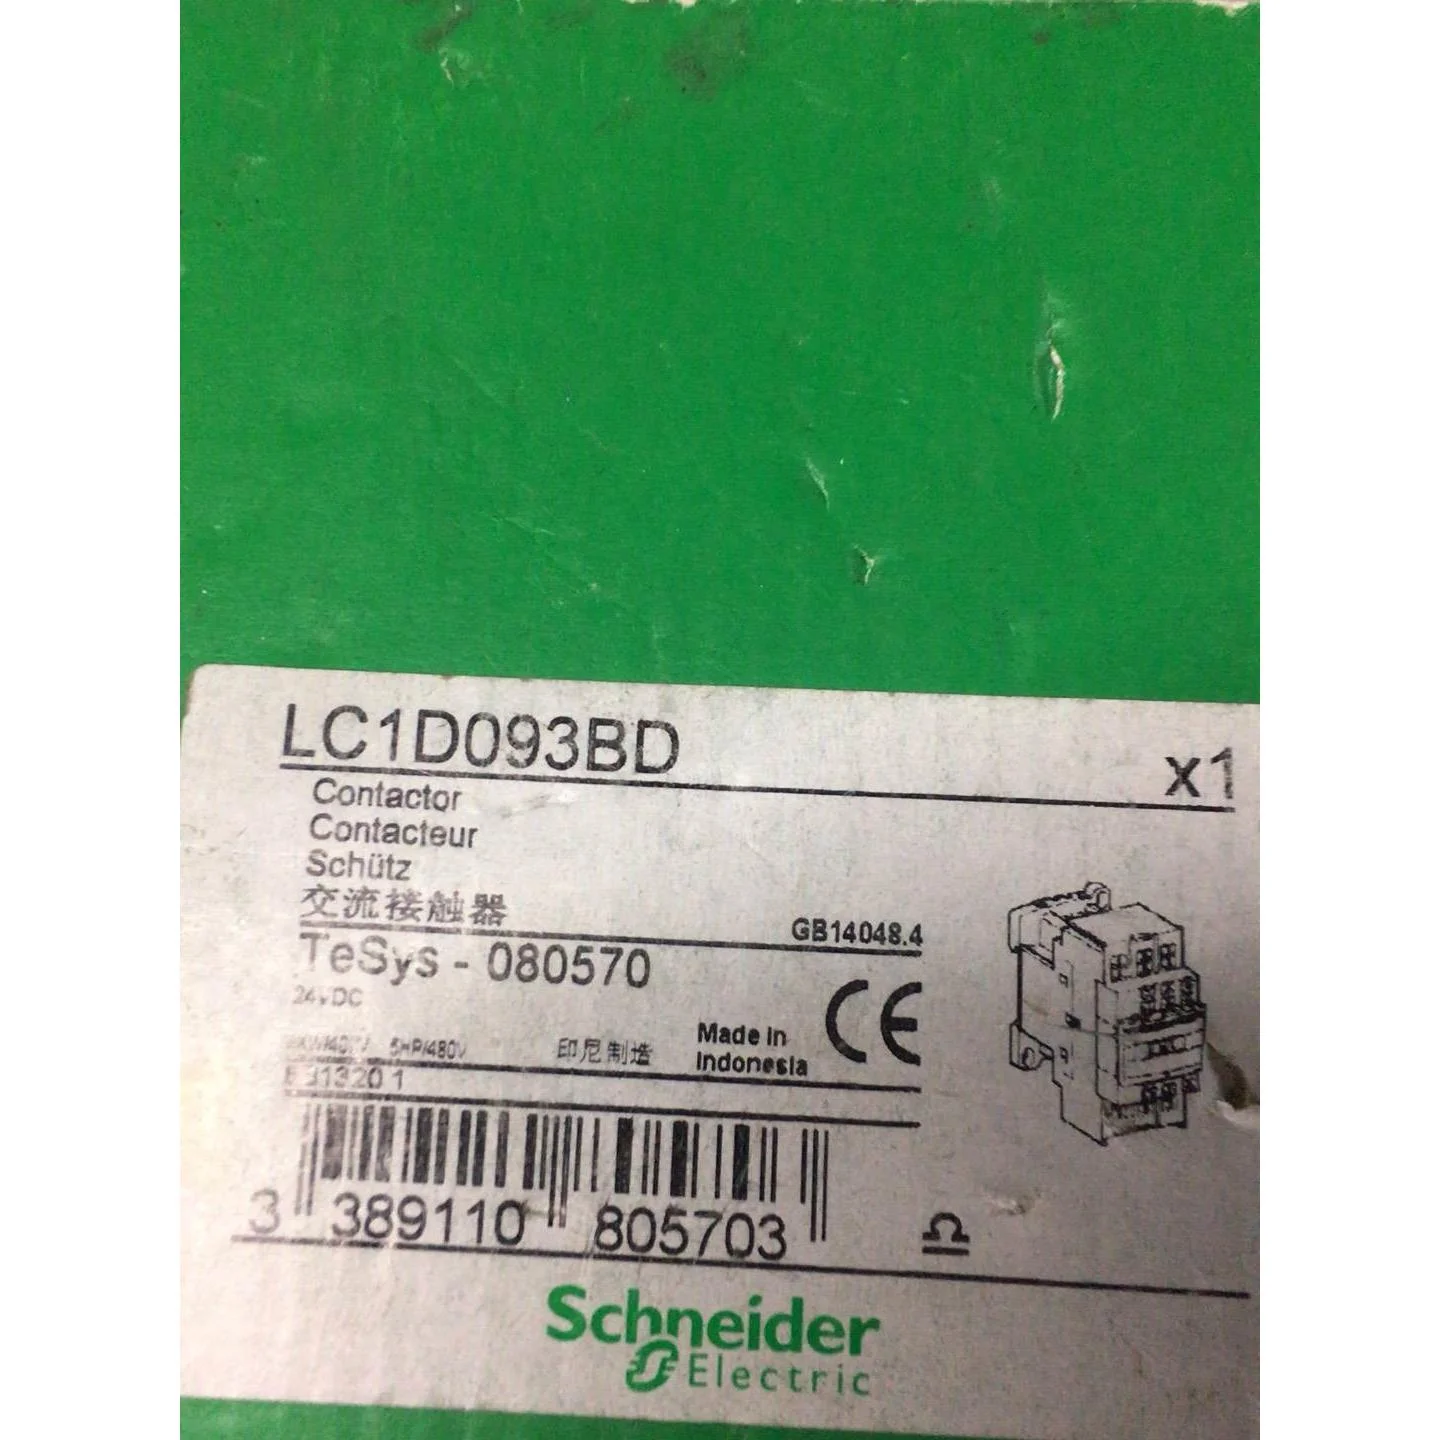 LC1D093BD x1
Contactor
Contacteur
Schütz
交流接触器
GB14048.4
TeSys - 080570
24VDC
5HP/480V 印尼制造 Made in
Indonesia
CE
3 389110 805703
Schneider
Electric